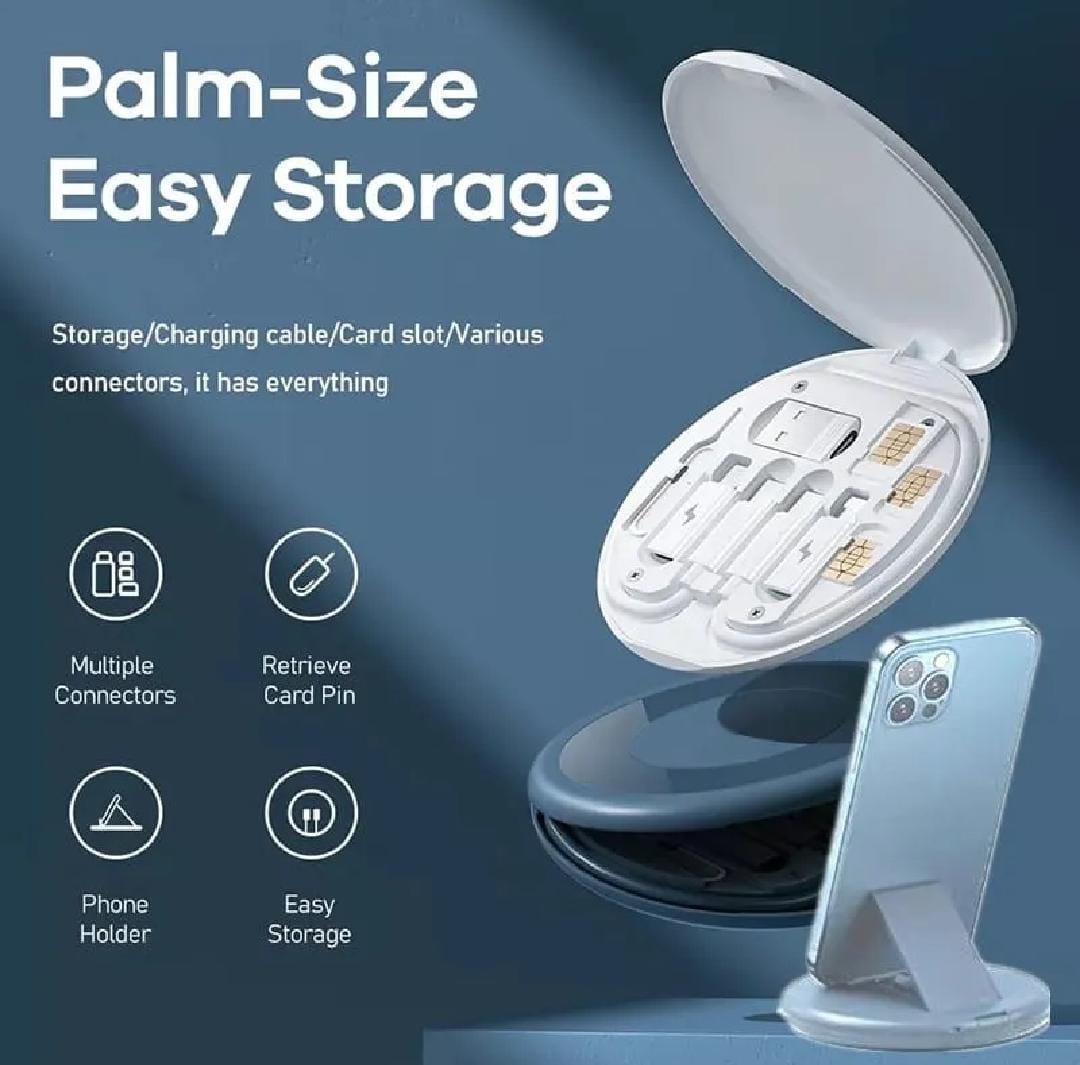 Palm-Size
Easy Storage
Storage/Charging cable/Card slot/Various
connectors, it has everything
Multiple
Connectors
Retrieve
Card Pin
Phone
Holder
Easy
Storage